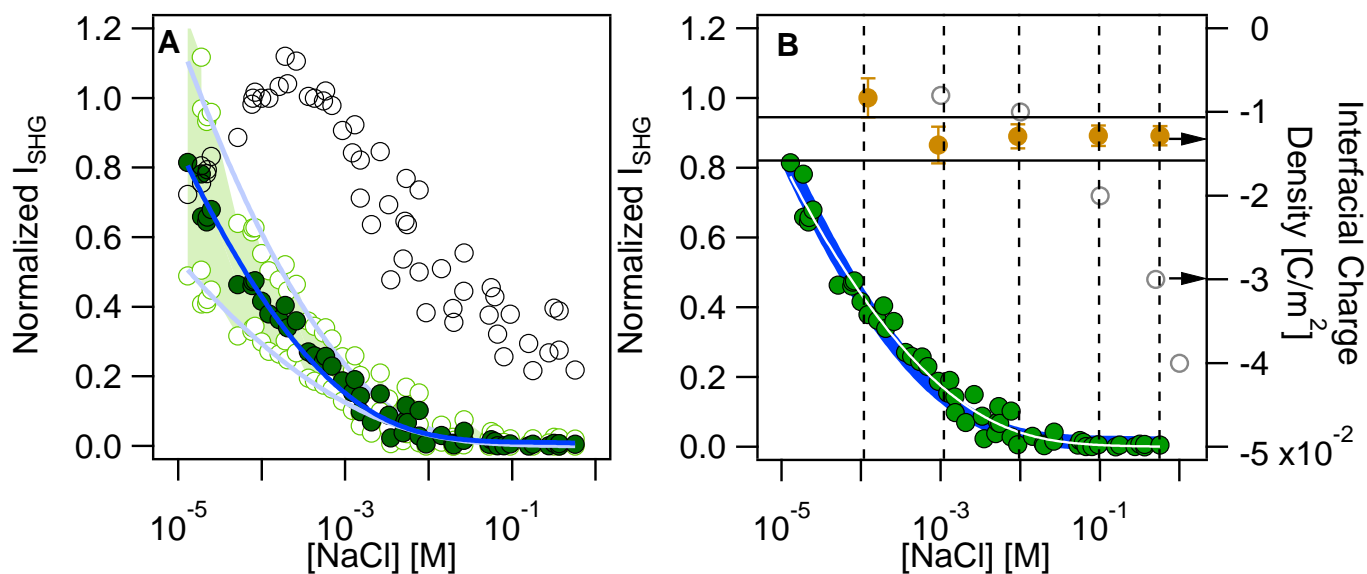 A
Normalized I_SHG
1.2
1.0
0.8
0.6
0.4
0.2
0.0
10^-5
10^-3
10^-1
[NaCl] [M]
B
Normalized I_SHG
1.2
1.0
0.8
0.6
0.4
0.2
0.0
10^-5
10^-3
10^-1
[NaCl] [M]
0
-1
-2
-3
-4
-5 x10^-2
Interfacial Charge
Density [C/m^2]